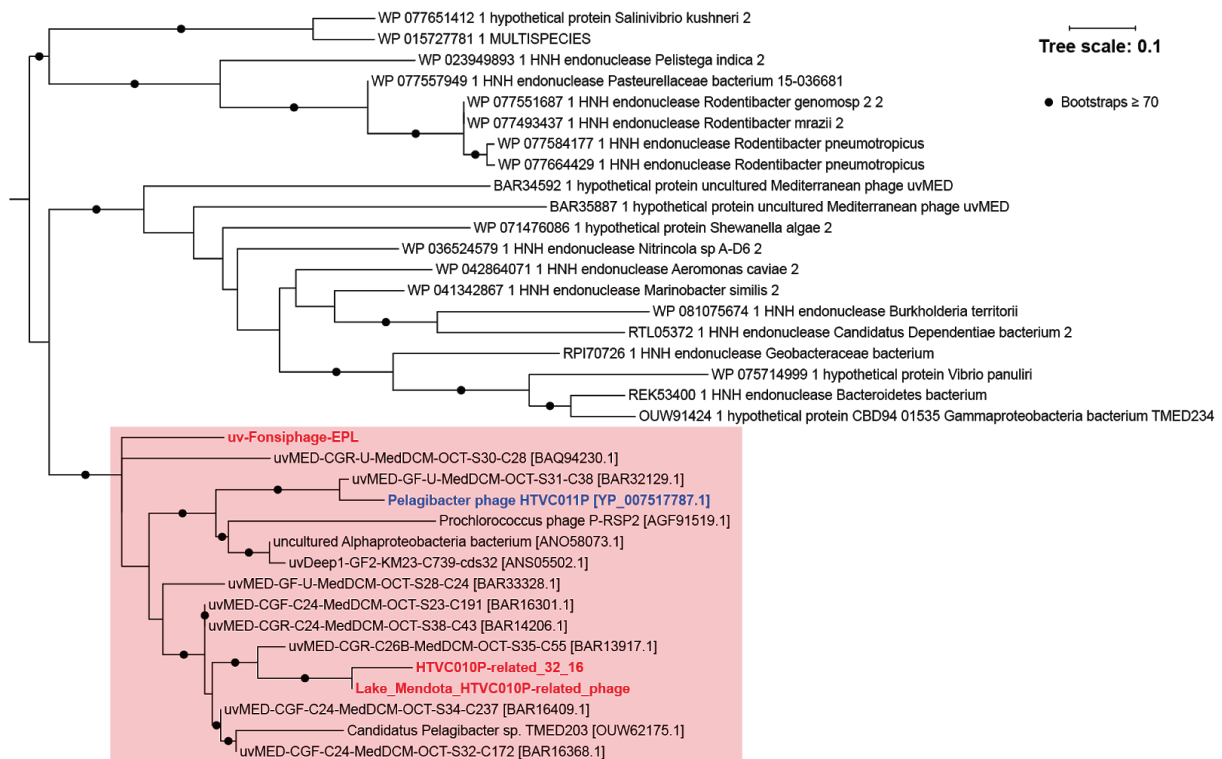 WP 077651412 1 hypothetical protein Salinivibrio kushneri 2
WP 015727781 1 MULTISPECIES
WP 023949893 1 HNH endonuclease Pelistega indica 2
WP 077557949 1 HNH endonuclease Pasteurellaceae bacterium 15-036681
WP 077551687 1 HNH endonuclease Rodentibacter genomosp 2 2
WP 077493437 1 HNH endonuclease Rodentibacter mrazii 2
WP 077584177 1 HNH endonuclease Rodentibacter pneumotropicus
WP 077664429 1 HNH endonuclease Rodentibacter pneumotropicus
BAR34592 1 hypothetical protein uncultured Mediterranean phage uvMED
BAR35887 1 hypothetical protein uncultured Mediterranean phage uvMED
WP 071476086 1 hypothetical protein Shewanella algae 2
WP 036524579 1 HNH endonuclease Nitrincola sp A-D6 2
WP 042864071 1 HNH endonuclease Aeromonas caviae 2
WP 041342867 1 HNH endonuclease Marinobacter similis 2
WP 081075674 1 HNH endonuclease Burkholderia territorii
RTL05372 1 HNH endonuclease Candidatus Dependentiae bacterium 2
RPI70726 1 HNH endonuclease Geobacteraceae bacterium
WP 075714999 1 hypothetical protein Vibrio panuliri
REK53400 1 HNH endonuclease Bacteroidetes bacterium
OUW91424 1 hypothetical protein CBD94 01535 Gammaproteobacteria bacterium TMED234
uv-Fonsiphage-EPL
uvMED-CGR-U-MedDCM-OCT-S30-C28 [BAQ94230.1]
uvMED-GF-U-MedDCM-OCT-S31-C38 [BAR32129.1]
Pelagibacter phage HTVC011P [YP_007517787.1]
Prochlorococcus phage P-RSP2 [AGF91519.1]
uncultured Alphaproteobacteria bacterium [ANO58073.1]
uvDeep1-GF2-KM23-C739-cds32 [ANS05502.1]
uvMED-GF-U-MedDCM-OCT-S28-C24 [BAR33328.1]
uvMED-CGF-C24-MedDCM-OCT-S23-C191 [BAR16301.1]
uvMED-CGR-C24-MedDCM-OCT-S38-C43 [BAR14206.1]
uvMED-CGR-C26B-MedDCM-OCT-S35-C55 [BAR13917.1]
HTVC010P-related_32_16
Lake_Mendota_HTVC010P-related_phage
uvMED-CGF-C24-MedDCM-OCT-S34-C237 [BAR16409.1]
Candidatus Pelagibacter sp. TMED203 [OUW62175.1]
uvMED-CGF-C24-MedDCM-OCT-S32-C172 [BAR16368.1]
Tree scale: 0.1
Bootstraps ≥ 70